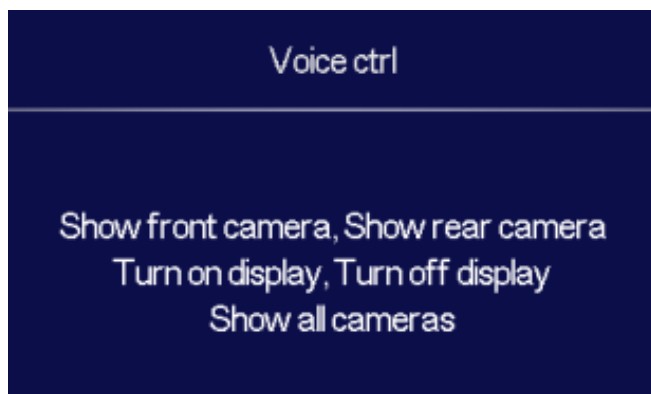 Voice ctrl
Show front camera, Show rear camera
Turn on display, Turn off display
Show all cameras